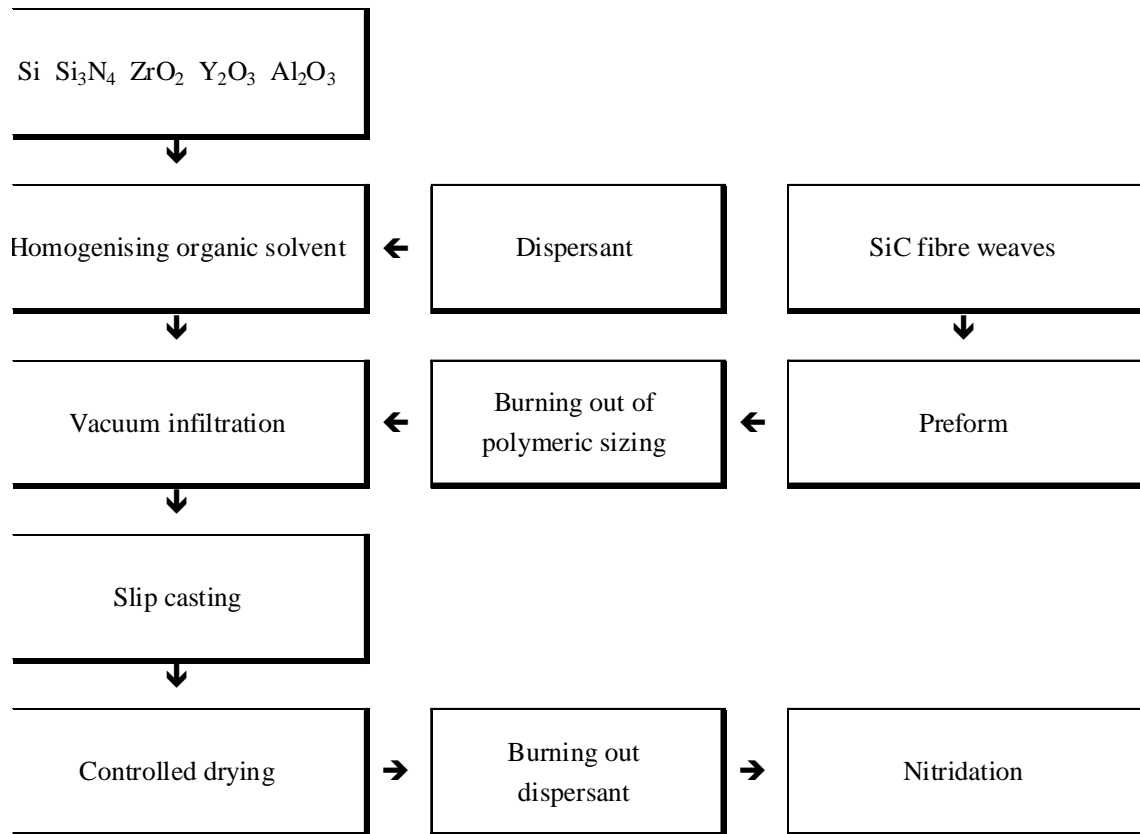 Si Si₃N₄ ZrO₂ Y₂O₃ Al₂O₃
Homogenising organic solvent
Dispersant
SiC fibre weaves
Vacuum infiltration
Burning out of
polymeric sizing
Preform
Slip casting
Controlled drying
Burning out
dispersant
Nitridation